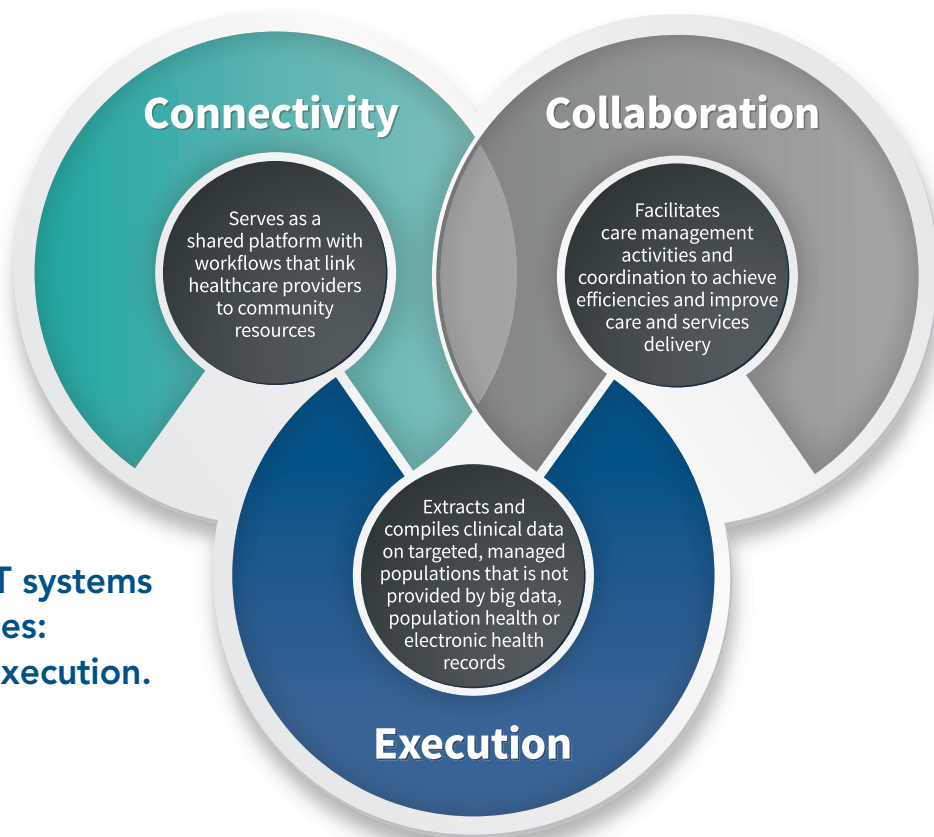 Connectivity
Serves as a
shared platform with
workflows that link
healthcare providers
to community
resources
Collaboration
Facilitates
care management
activities and
coordination to achieve
efficiencies and improve
care and services
delivery
Extracts and
compiles clinical data
on targeted, managed
populations that is not
provided by big data,
population health or
electronic health
records
Execution
T systems
es:
xecution.